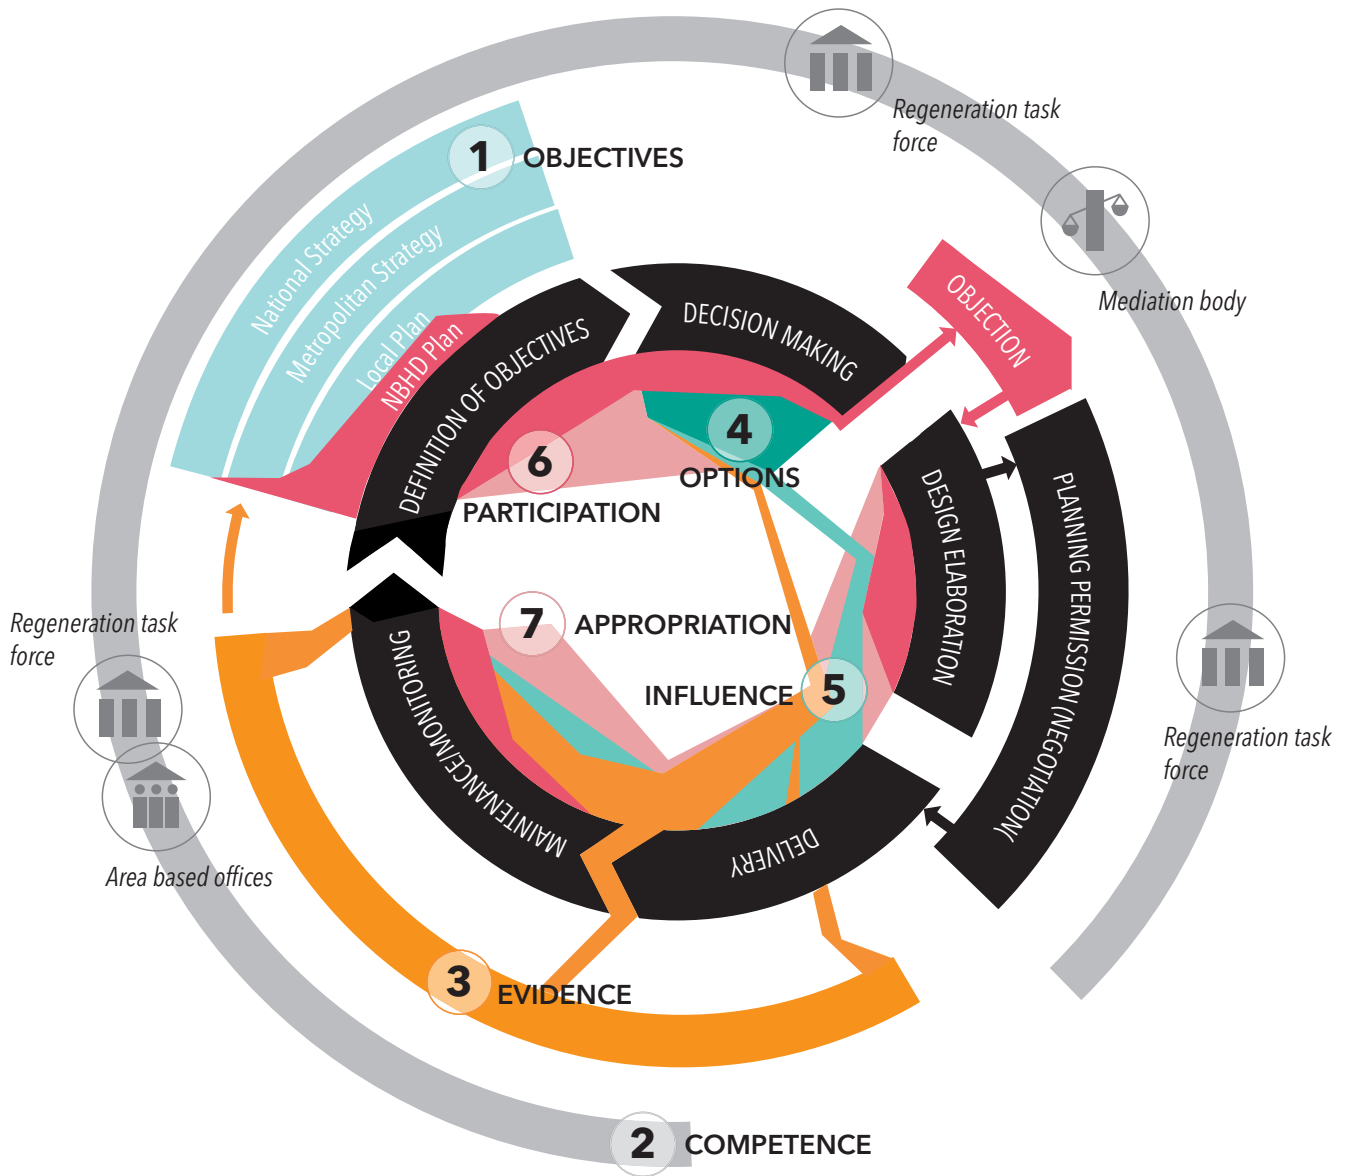 Regeneration task
force
1 OBJECTIVES
National Strategy
Metropolitan Strategy
Local Plan
NBHD Plan
Mediation body
OBJECTION
DEFINITION OF OBJECTIVES
DECISION MAKING
4
OPTIONS
6
PARTICIPATION
DESIGN ELABORATION
PLANNING PERMISSION (NEGOTIATION(
Regeneration task
force
7 APPROPRIATION
INFLUENCE 5
Regeneration task
force
MAINTENANCE/MONITORING
DELIVERY
Area based offices
3 EVIDENCE
2 COMPETENCE